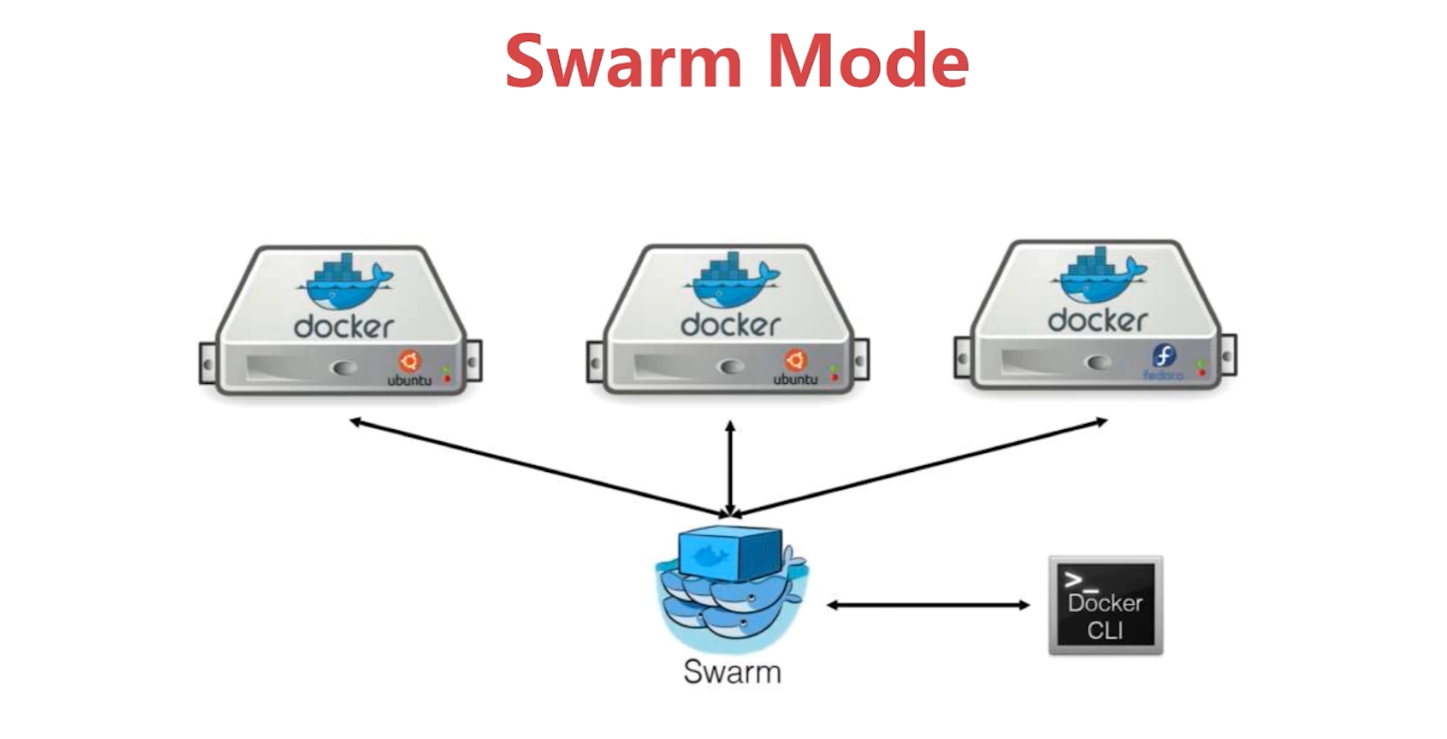 Swarm Mode
docker
ubuntu
docker
ubuntu
docker
fedora
Swarm
>_
Docker
CLI